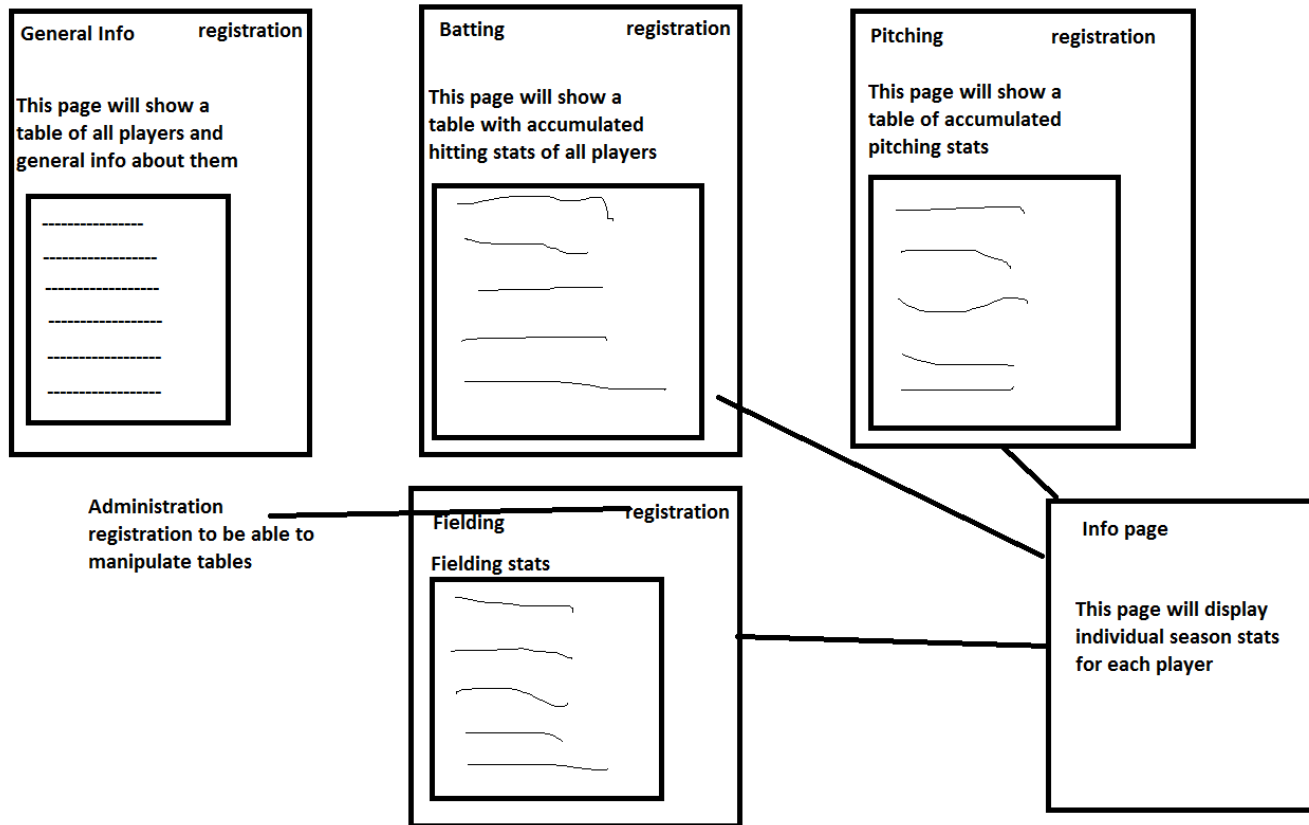 General Info
registration
This page will show a
table of all players and
general info about them
Batting
registration
This page will show a
table with accumulated
hitting stats of all players
Pitching
registration
This page will show a
table of accumulated
pitching stats
Administration
registration to be able to
manipulate tables
Fielding
registration
Fielding stats
Info page
This page will display
individual season stats
for each player